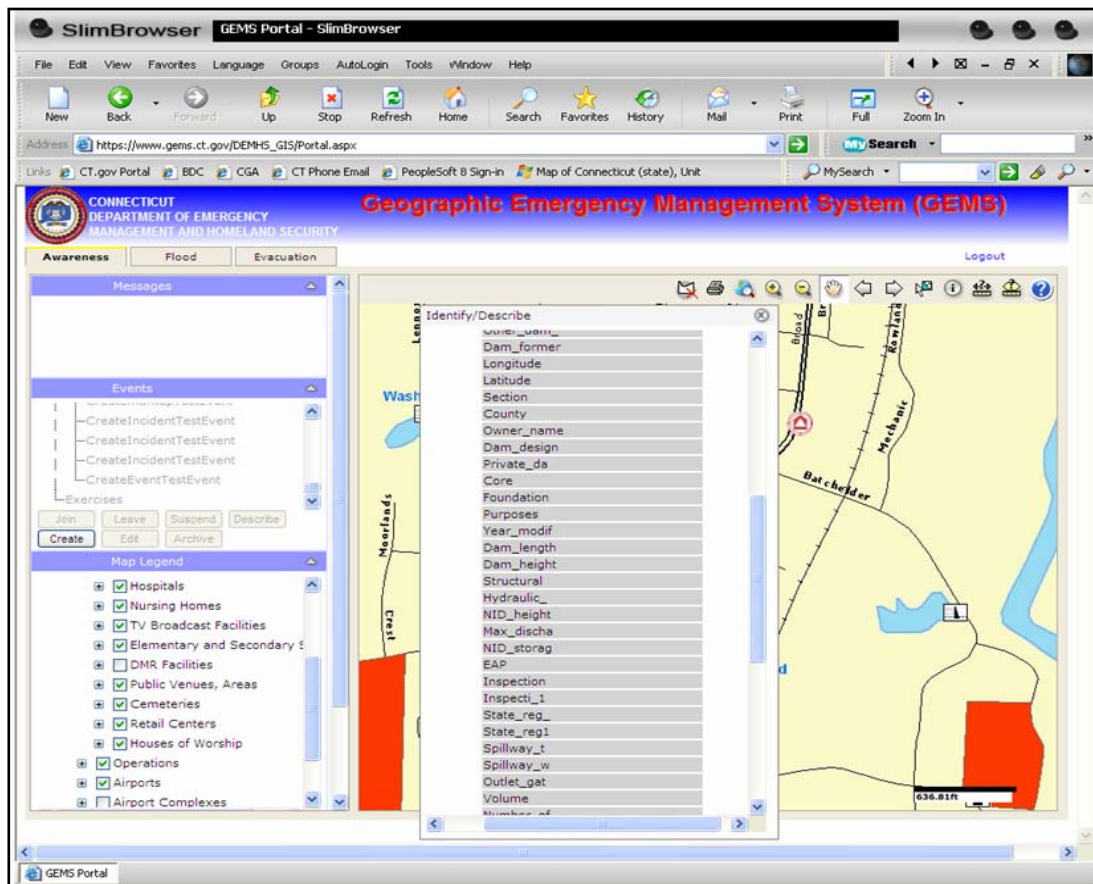 SlimBrowser GEMS Portal - SlimBrowser
File Edit View Favorites Language Groups AutoLogin Tools Window Help
New Back Forward Up Stop Refresh Home Search Favorites History Mail Print Full Zoom In
Address https://www.gems.ct.gov/DEMHS_GIS/Portal.aspx My Search
Links CT.gov Portal BDC CGA CT Phone Email PeopleSoft 8 Sign-in Map of Connecticut (state), Unit MySearch
CONNECTICUT
DEPARTMENT OF EMERGENCY
MANAGEMENT AND HOMELAND SECURITY
Geographic Emergency Management System (GEMS)
Awareness Flood Evacuation Logout
Messages
Events
CreateIncidentTestEvent
CreateIncidentTestEvent
CreateIncidentTestEvent
CreateEventTestEvent
Exercises
Join Leave Suspend Describe
Create Edit Archive
Map Legend
Hospitals
Nursing Homes
TV Broadcast Facilities
Elementary and Secondary S
DMR Facilities
Public Venues, Areas
Cemeteries
Retail Centers
Houses of Worship
Operations
Airports
Airport Complexes
Identify/Describe
Other_dam_
Dam_former
Longitude
Latitude
Section
County
Owner_name
Dam_design
Private_da
Core
Foundation
Purposes
Year_modif
Dam_length
Dam_height
Structural
Hydraulic_
NID_height
Max_discha
NID_storag
EAP
Inspection
Inspecti_1
State_reg_
State_reg1
Spillway_t
Spillway_w
Outlet_gat
Volume
Number_of
Lennox
Wash
Moorlands
Crest
Broad
Br
Rowland
Mechanic
Batchelder
d
636.81ft
GEMS Portal